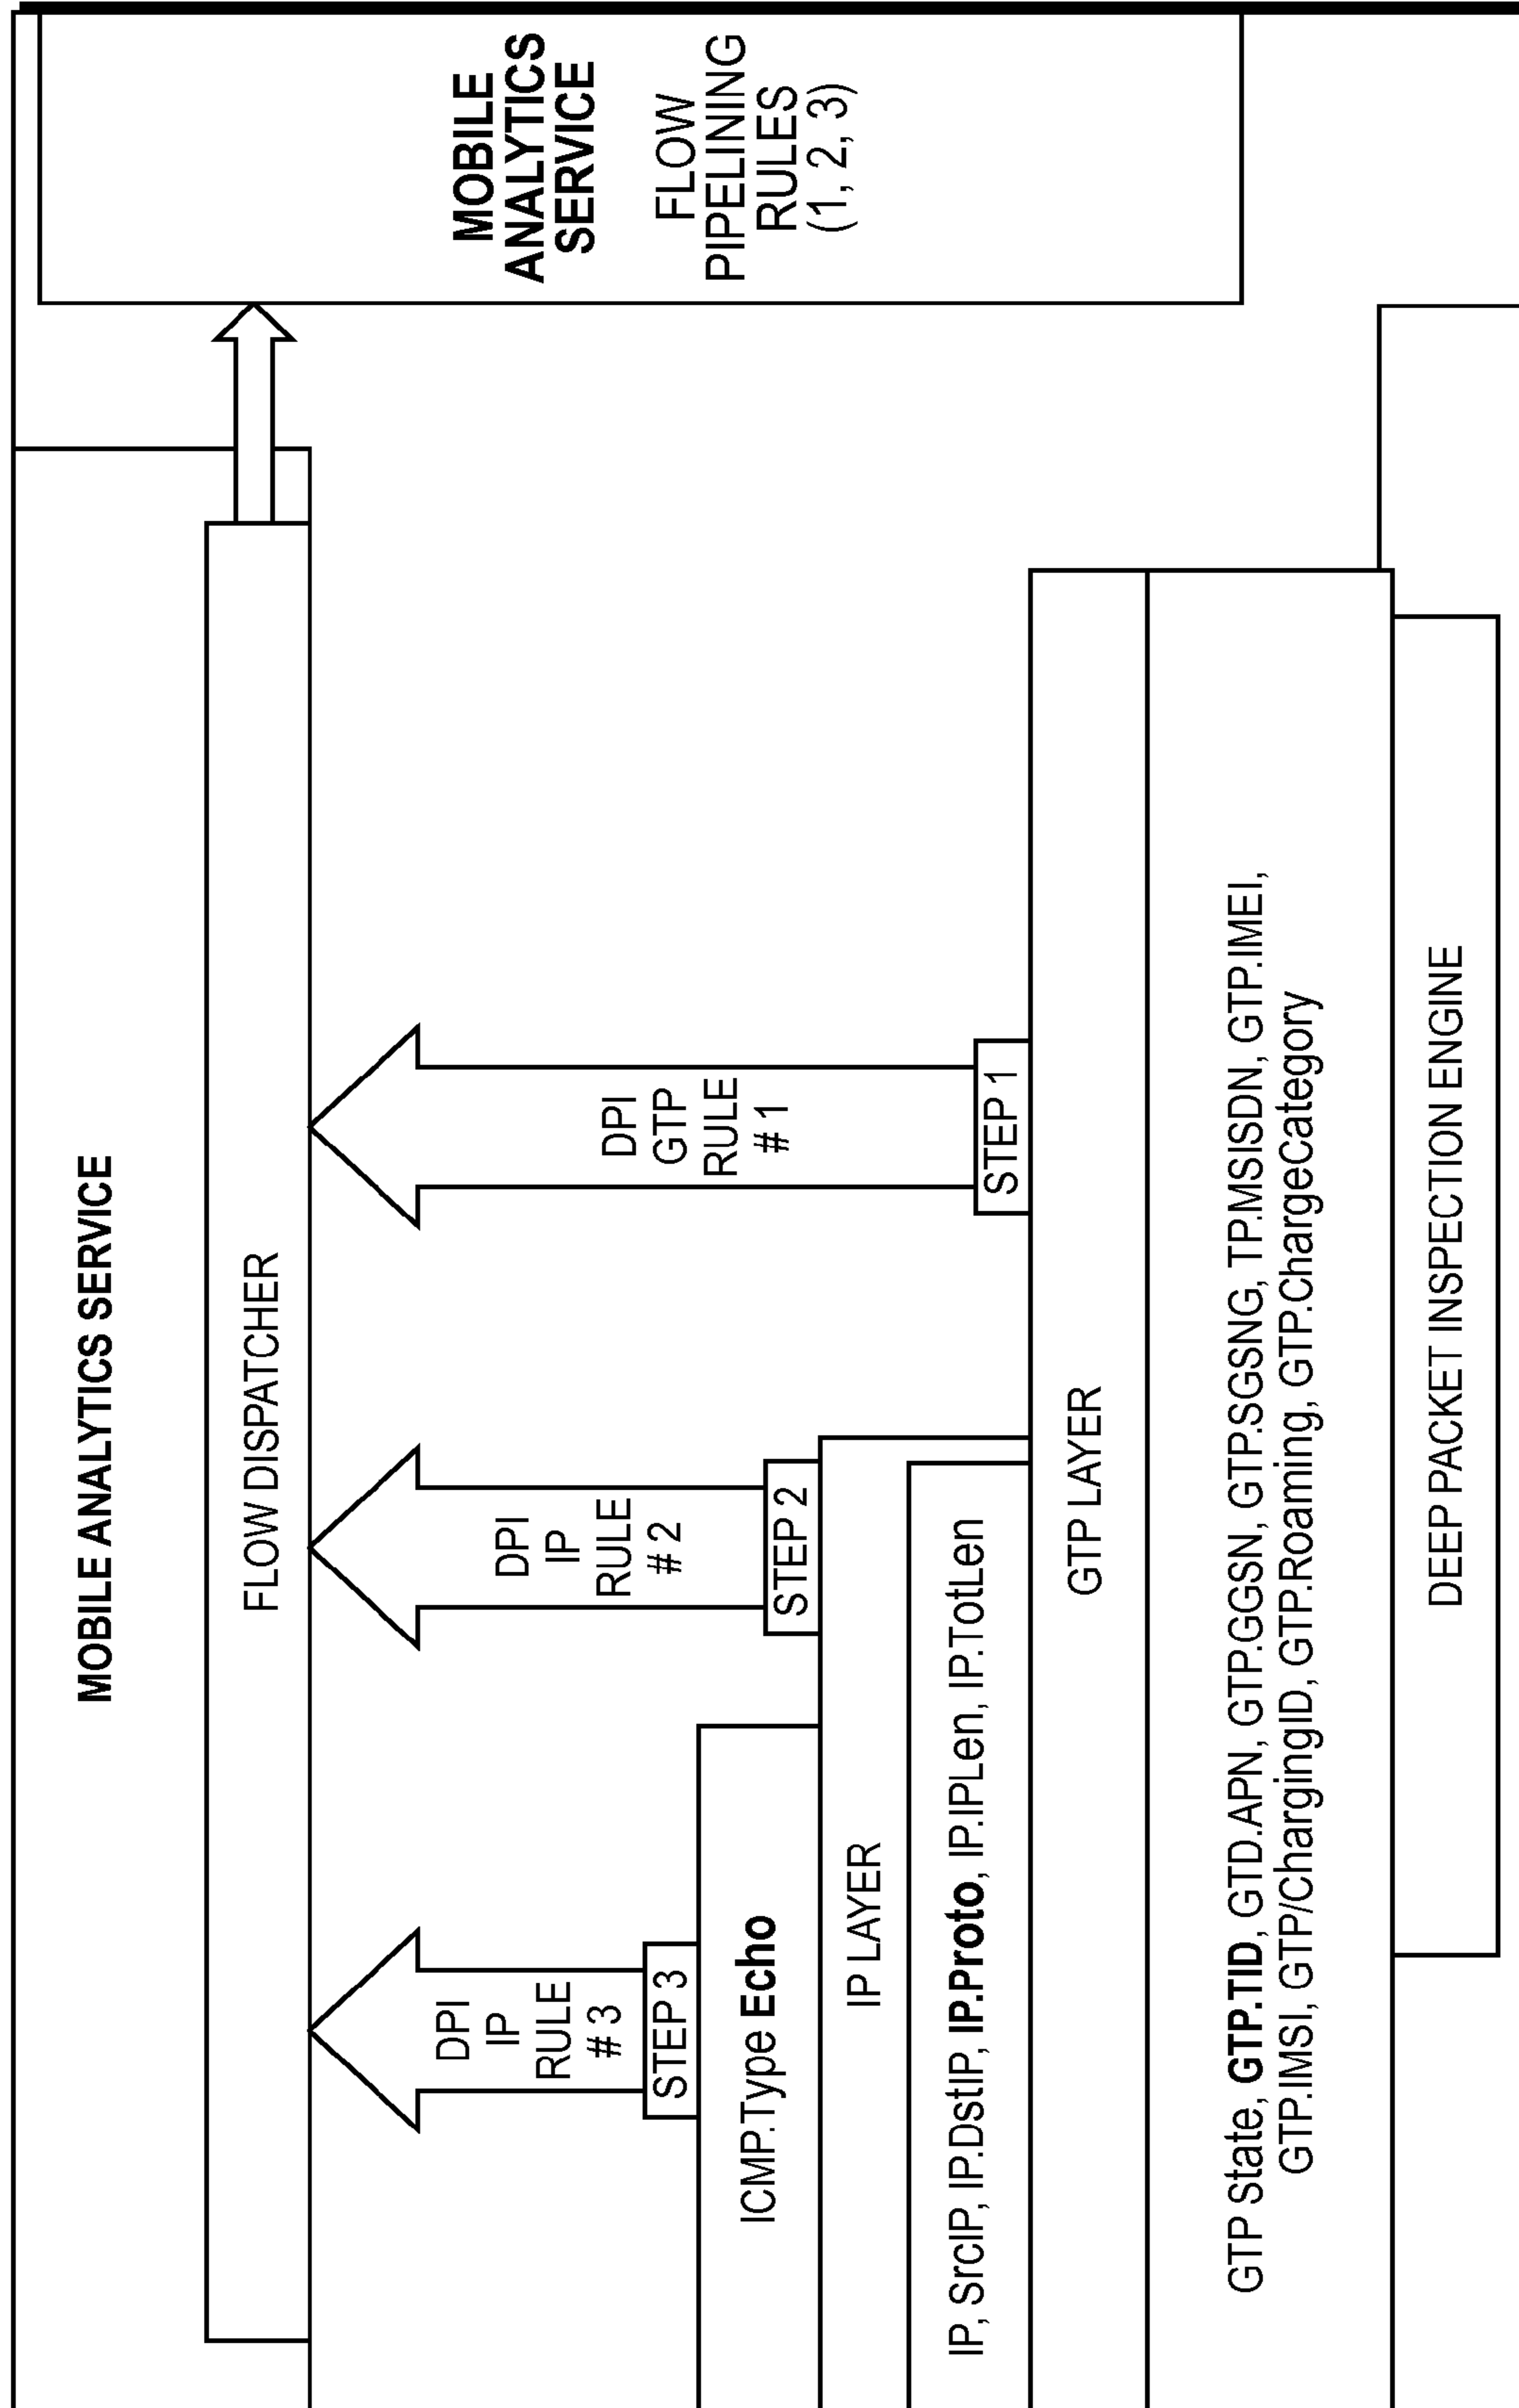 MOBILE ANALYTICS SERVICE
FLOW DISPATCHER
MOBILE
ANALYTICS
SERVICE
FLOW
PIPELINING
RULES
(1, 2, 3)
DPI
IP
RULE
# 3
STEP 3
DPI
IP
RULE
# 2
STEP 2
DPI
GTP
RULE
# 1
STEP 1
ICMP.Type Echo
IP LAYER
IP, SrcIP, IP.DstIP, IP.Proto, IP.IPLen, IP.TotLen
GTP LAYER
GTP State, GTP.TID, GTD.APN, GTP.GGSN, GTP.SGSNG, TP.MSISDN, GTP.IMEI,
GTP.IMSI, GTP/ChargingID, GTP.Roaming, GTP.ChargeCategory
DEEP PACKET INSPECTION ENGINE